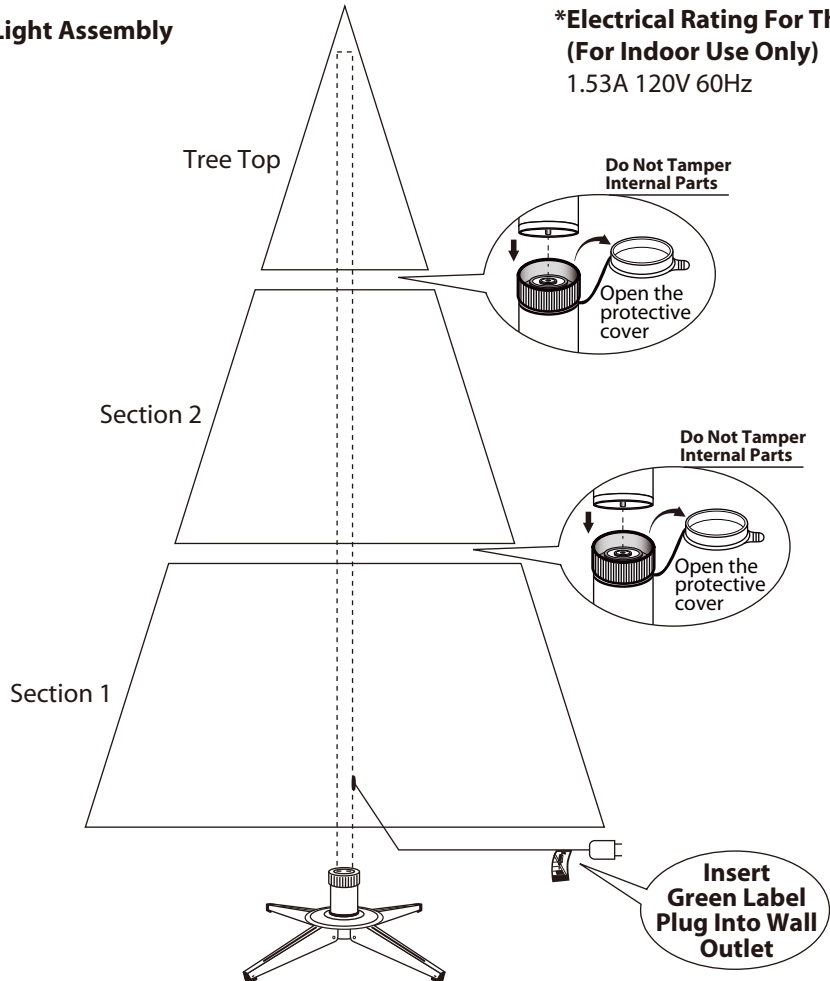 Light Assembly
*Electrical Rating For
(For Indoor Use Only)
1.53A 120V 60Hz
Tree Top
Do Not Tamper
Internal Parts
Open the
protective
cover
Section 2
Do Not Tamper
Internal Parts
Open the
protective
cover
Section 1
Insert
Green Label
Plug Into Wall
Outlet